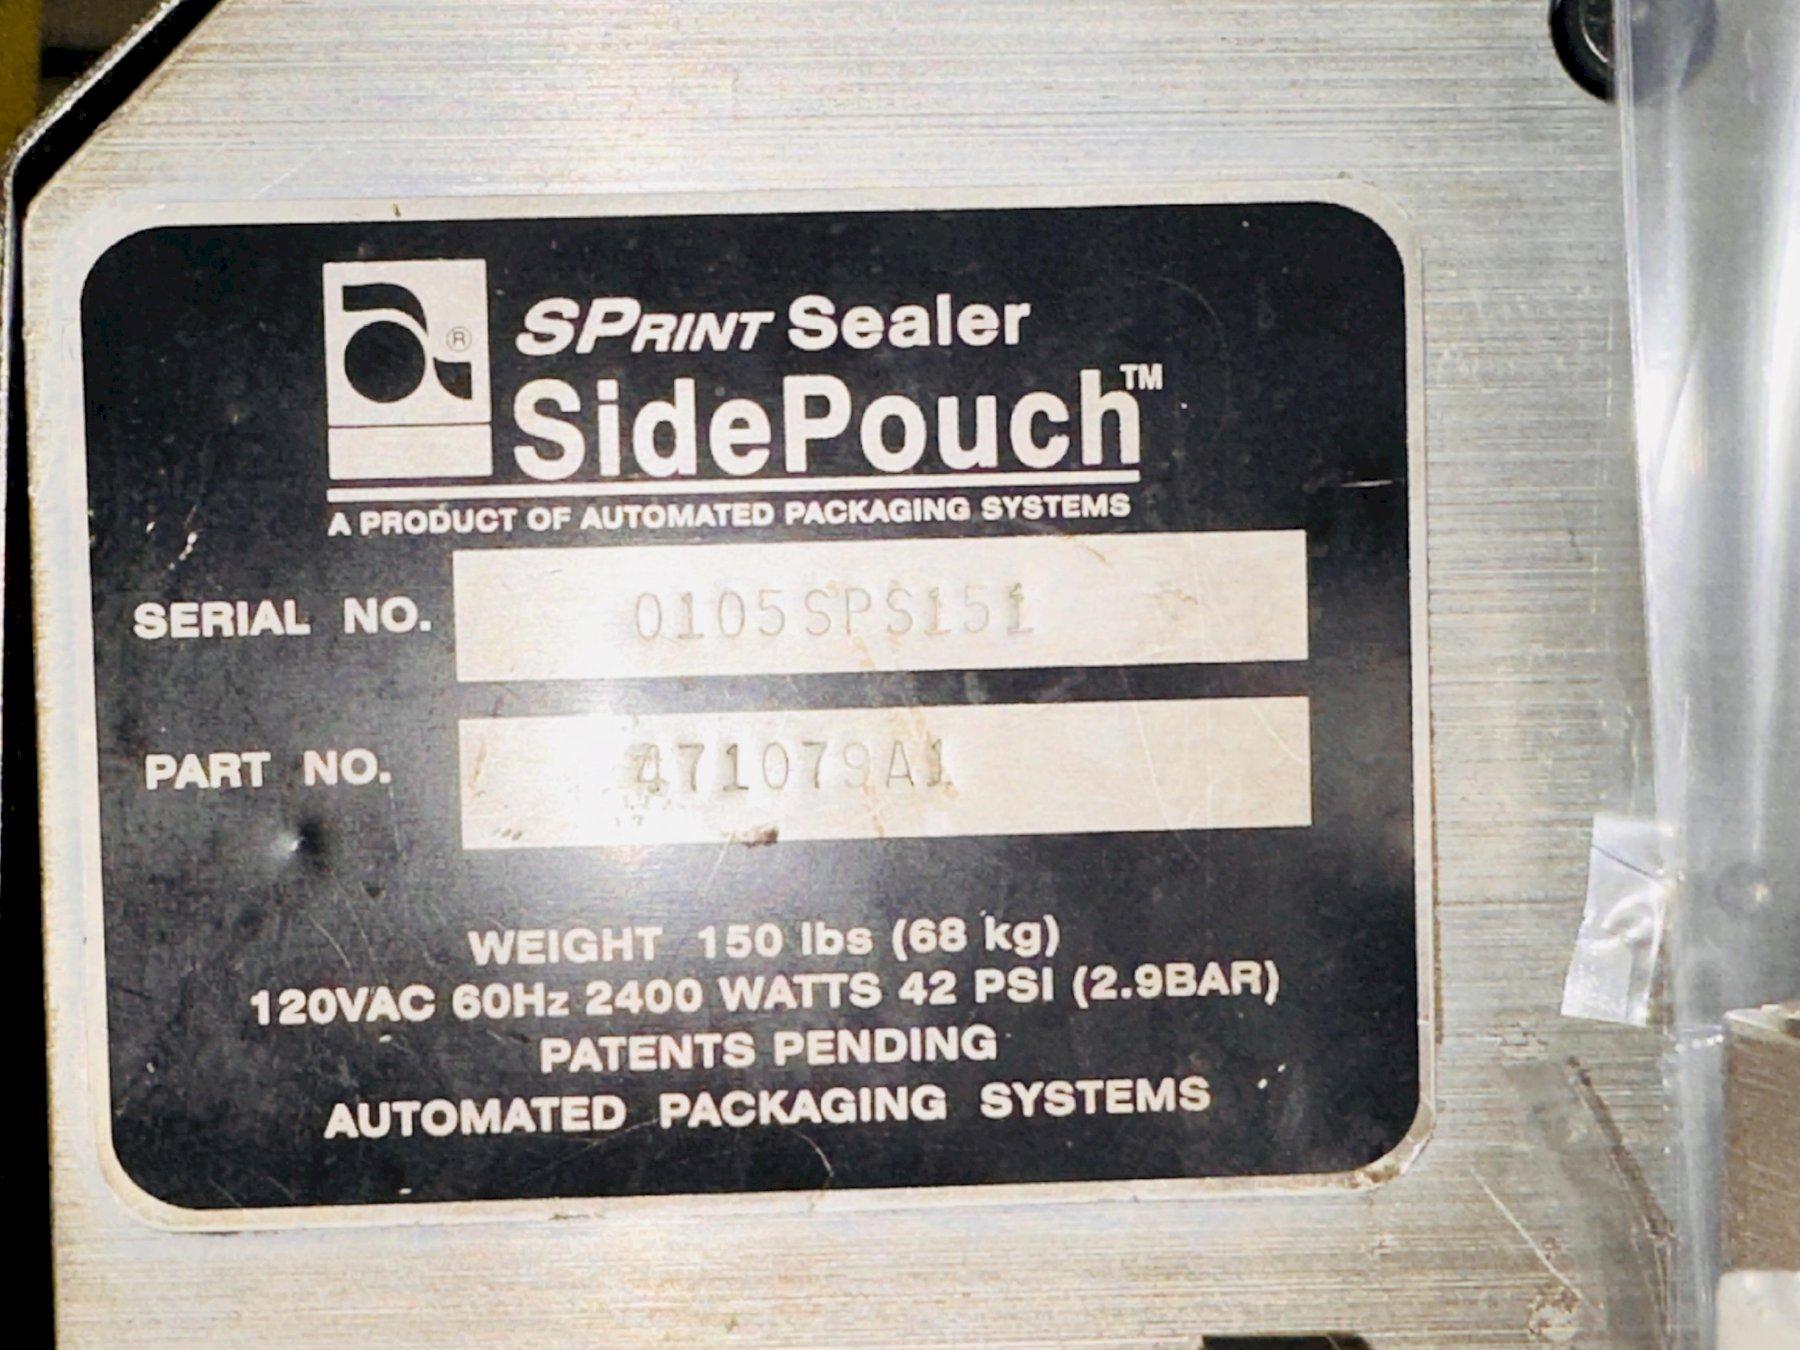 ®
SPRINT Sealer
SidePouch™
A PRODUCT OF AUTOMATED PACKAGING SYSTEMS
SERIAL NO. 0105SPS151
PART NO. 471079A1
WEIGHT 150 lbs (68 kg)
120VAC 60Hz 2400 WATTS 42 PSI (2.9BAR)
PATENTS PENDING
AUTOMATED PACKAGING SYSTEMS